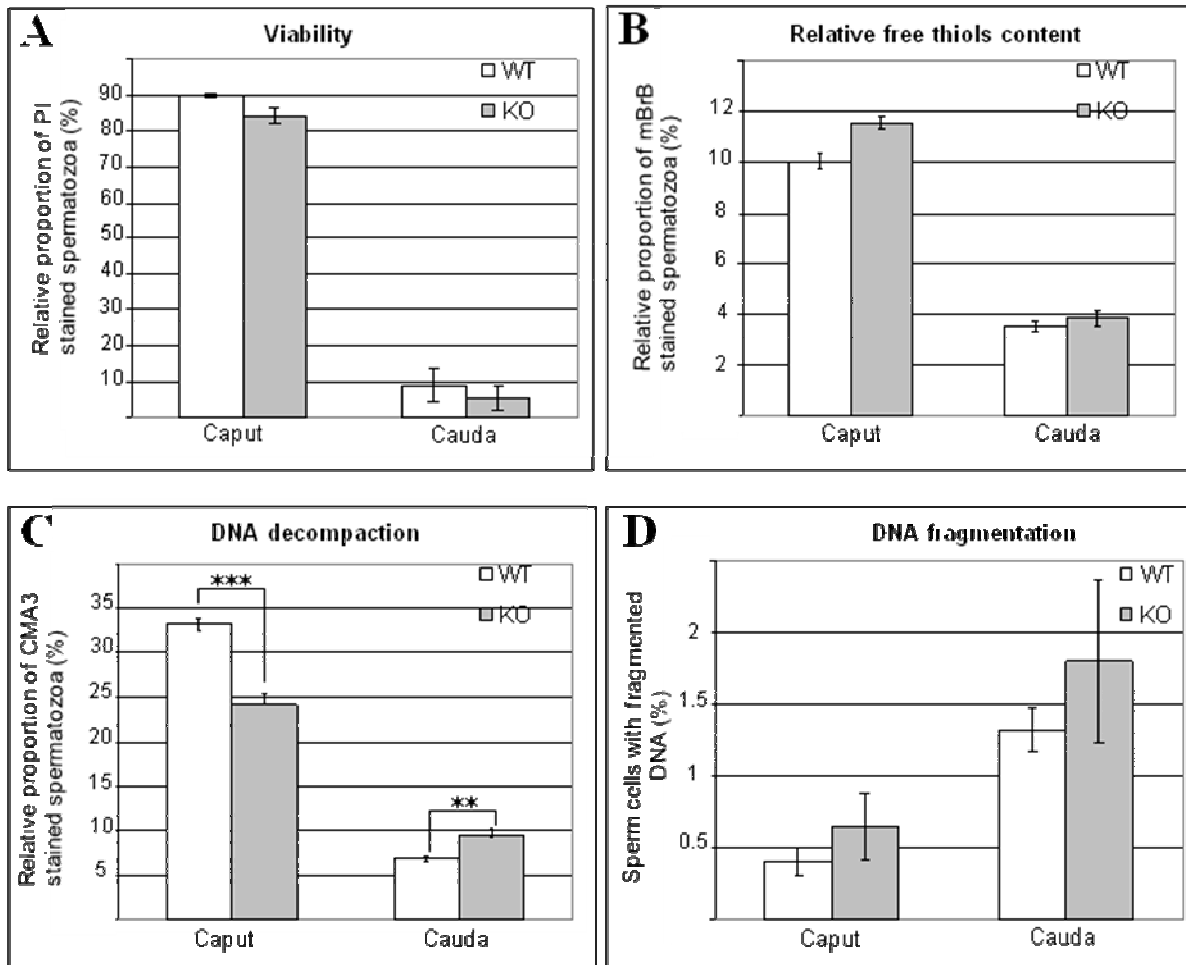 A
Viability
WT
KO
Relative proportion of PI
stained spermatozoa (%)
90
80
70
60
50
40
30
20
10
Caput
Cauda
B
Relative free thiols content
WT
KO
Relative proportion of mBrB
stained spermatozoa (%)
12
10
8
6
4
2
Caput
Cauda
C
DNA decompaction
WT
KO
Relative proportion of CMA3
stained spermatozoa (%)
35
30
25
20
15
10
5
***
**
Caput
Cauda
D
DNA fragmentation
WT
KO
Sperm cells with fragmented
DNA (%)
2
1.5
1
0.5
Caput
Cauda